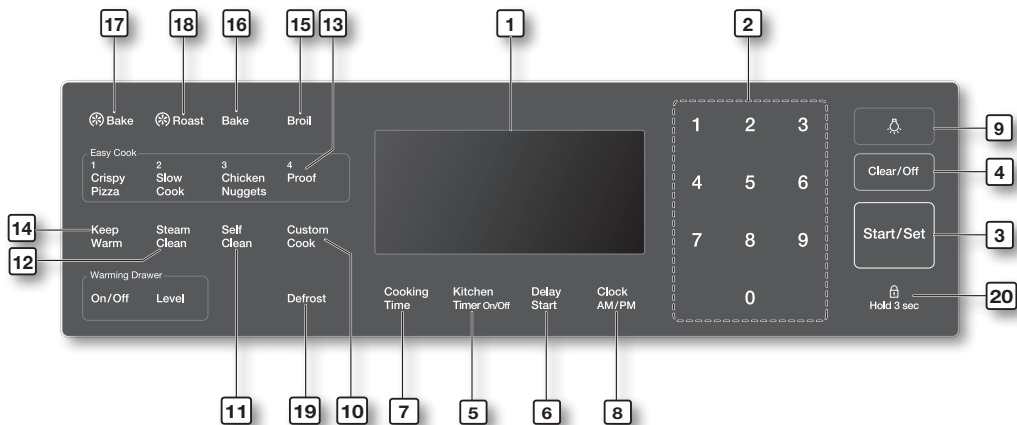 17 18 16 15 13 1 2
Bake Roast Bake Broil
Easy Cook
1 2 3 4
Crispy Slow Chicken Proof
Pizza Cook Nuggets
Keep Steam Self Custom
Warm Clean Clean Cook
Warming Drawer
On/Off Level Defrost
Cooking Kitchen Delay Clock
Time Timer On/Off Start AM/PM
1 2 3
4 5 6
7 8 9
0
Clear/Off
Start/Set
Hold 3 sec
9
4
3
20
14
12
11 19 10 7 5 6 8